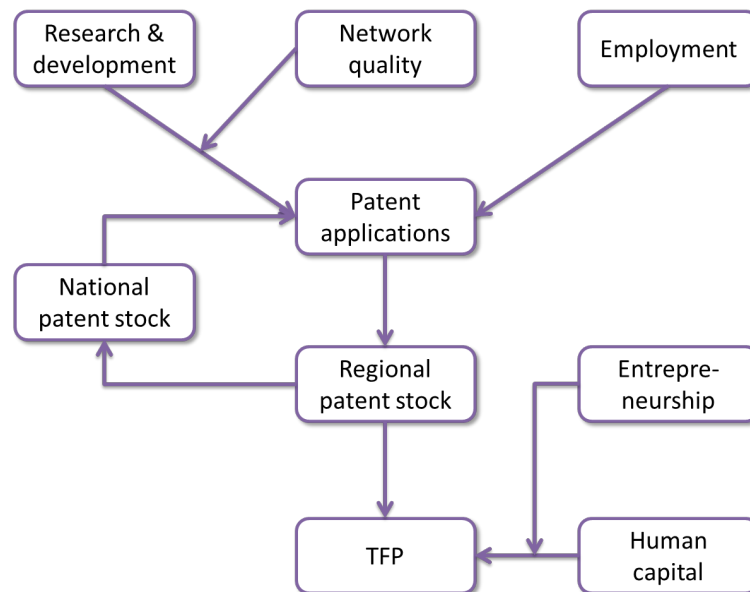 Research &
development
Network
quality
Employment
Patent
applications
National
patent stock
Regional
patent stock
Entrepre-
neurship
TFP
Human
capital